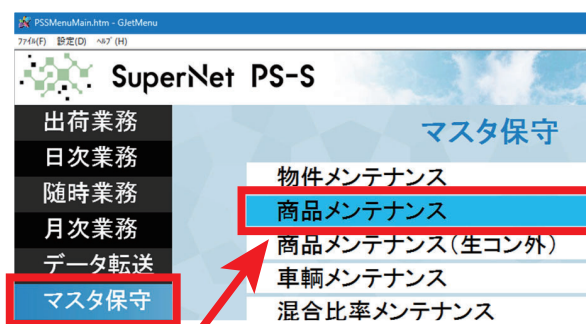 PSSMenuMain.htm - GJetMenu
ﾌｧｲﾙ(F) 設定(D) ﾍﾙﾌﾟ(H)
SuperNet PS-S
出荷業務
日次業務
随時業務
月次業務
データ転送
マスタ保守
マスタ保守
物件メンテナンス
商品メンテナンス
商品メンテナンス(生コン外)
車輌メンテナンス
混合比率メンテナンス